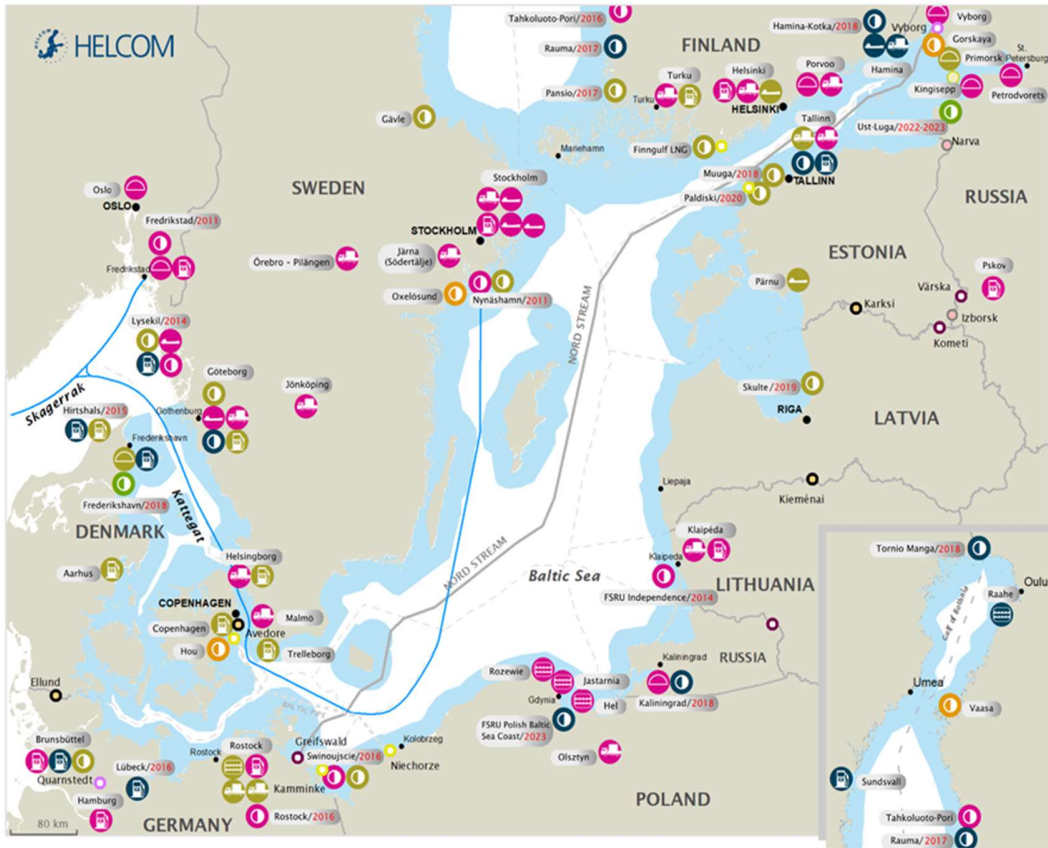 HELCOM
Tahkoluoto-Pori/2016
Rauma/2017
Pansio/2017
FINLAND
Hamina-Kotka/2018
Vyborg
Vyborg
Gorskaya
St. Petersburg
Primorsk
Hamina
Kingisepp
Petrodvorets
Ust-Luga/2022-2023
Narva
Turku
Turku
Helsinki
HELSINKI
Porvoo
Tallinn
TALLINN
Finngulf LNG
Muuga/2018
Paldiski/2020
Mariehamn
Gävle
SWEDEN
Stockholm
STOCKHOLM
Järna
(Södertälje)
Örebro - Pilängen
Oxelösund
Nynäshamn/2011
Oslo
OSLO
Fredrikstad/2011
Fredrikstad
Lysekil/2014
Göteborg
Gothenburg
Jönköping
Skagerrak
Hirtshals/2015
Frederikshavn
Frederikshavn/2018
Kattegat
DENMARK
Aarhus
Helsingborg
COPENHAGEN
Copenhagen
Avedore
Malmö
Hou
Trelleborg
Ellund
NORD STREAM
NORD STREAM
Baltic Sea
BALTIC PIPE
RUSSIA
ESTONIA
Pärnu
Karksi
Värska
Pskov
Izborsk
Kometi
Skulte/2019
RIGA
LATVIA
Liepaja
Kiemėnai
Klaipėda
Klaipeda
FSRU Independence/2014
LITHUANIA
RUSSIA
Kaliningrad
Kaliningrad/2018
Rozewie
Jastarnia
Gdynia
Hel
FSRU Polish Baltic
Sea Coast/2023
Olsztyn
POLAND
Kolobrzeg
Niechorze
Greifswald
Swinoujscie/2016
Kamminke
Rostock
Rostock
Rostock/2016
Brunsbüttel
Quarnstedt
Lübeck/2016
Hamburg
GERMANY
80 km
Tornio Manga/2018
Oulu
Raahe
Gulf of Bothnia
Umea
Vaasa
Sundsvall
Tahkoluoto-Pori
Rauma/2017